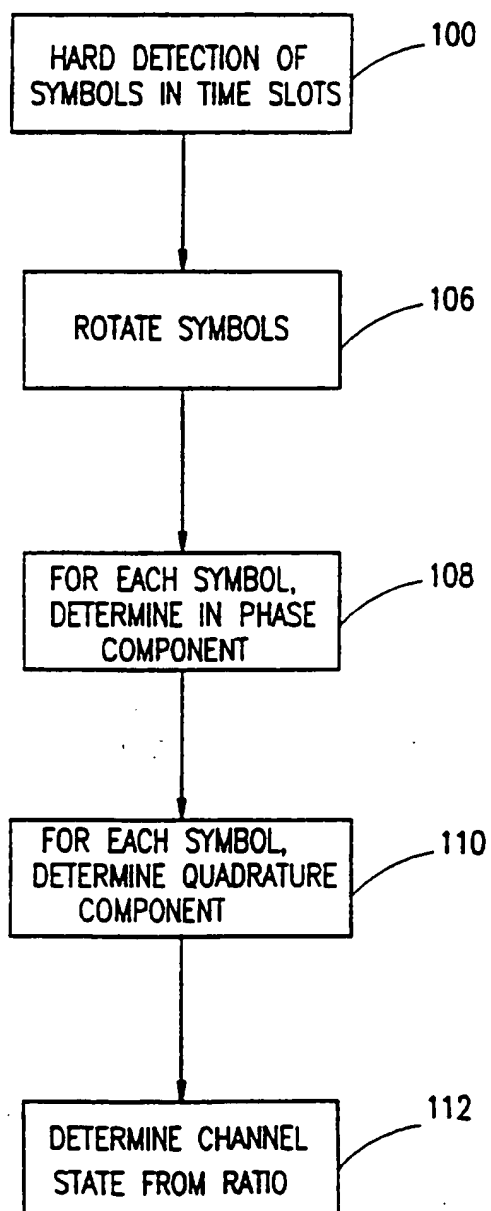 HARD DETECTION OF
SYMBOLS IN TIME SLOTS
100
ROTATE SYMBOLS
106
FOR EACH SYMBOL,
DETERMINE IN PHASE
COMPONENT
108
FOR EACH SYMBOL,
DETERMINE QUADRATURE
COMPONENT
110
DETERMINE CHANNEL
STATE FROM RATIO
112